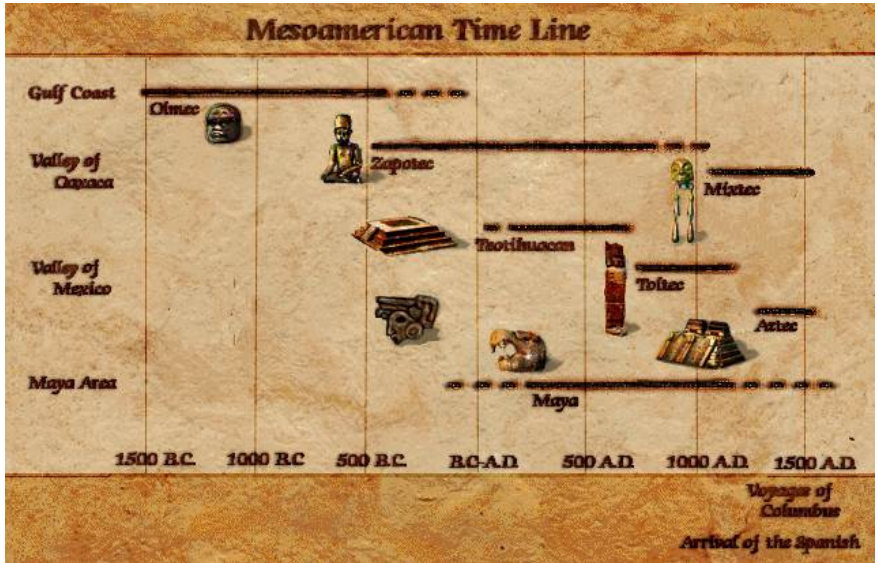 Mesoamerican Time Line
Gulf Coast
Olmec
Valley of
Oaxaca
Zapotec
Mixtec
Teotihuacan
Valley of
Mexico
Toltec
Aztec
Maya Area
Maya
1500 B.C.
1000 B.C
500 B.C.
B.C-A.D.
500 A.D.
1000 A.D.
1500 A.D.
Voyages of
Columbus
Arrival of the Spanish